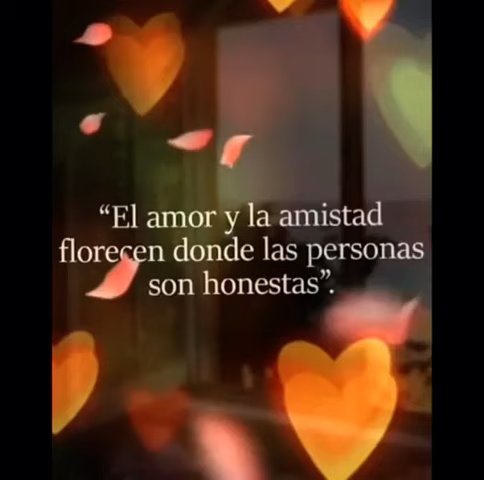 “El amor y la amistad
florecen donde las personas
son honestas”.